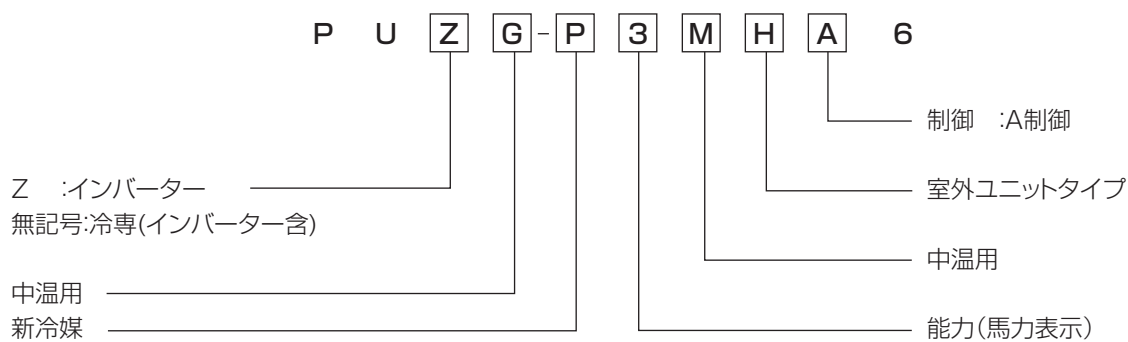 P U Z G - P 3 M H A 6
制御 :A制御
Z :インバーター
室外ユニットタイプ
無記号:冷専(インバーター含)
中温用
中温用
新冷媒
能力(馬力表示)